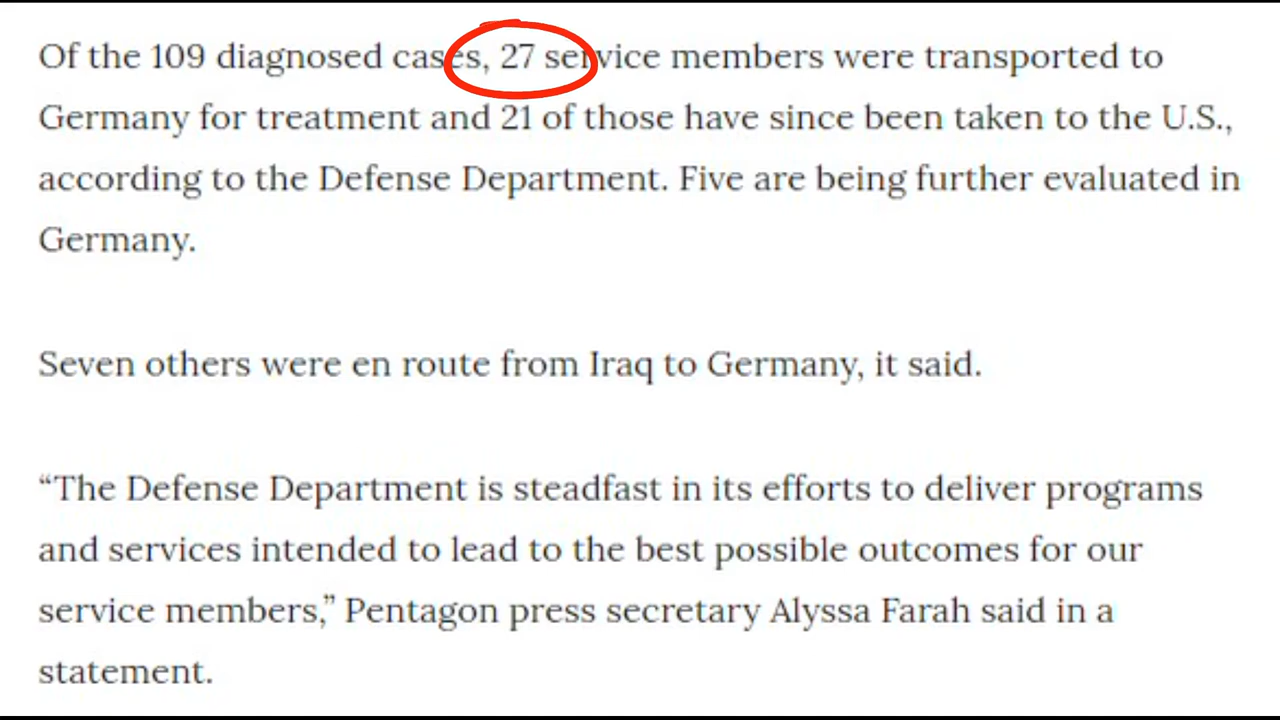 Of the 109 diagnosed cases, 27 service members were transported to
Germany for treatment and 21 of those have since been taken to the U.S.,
according to the Defense Department. Five are being further evaluated in
Germany.
Seven others were en route from Iraq to Germany, it said.
“The Defense Department is steadfast in its efforts to deliver programs
and services intended to lead to the best possible outcomes for our
service members,” Pentagon press secretary Alyssa Farah said in a
statement.